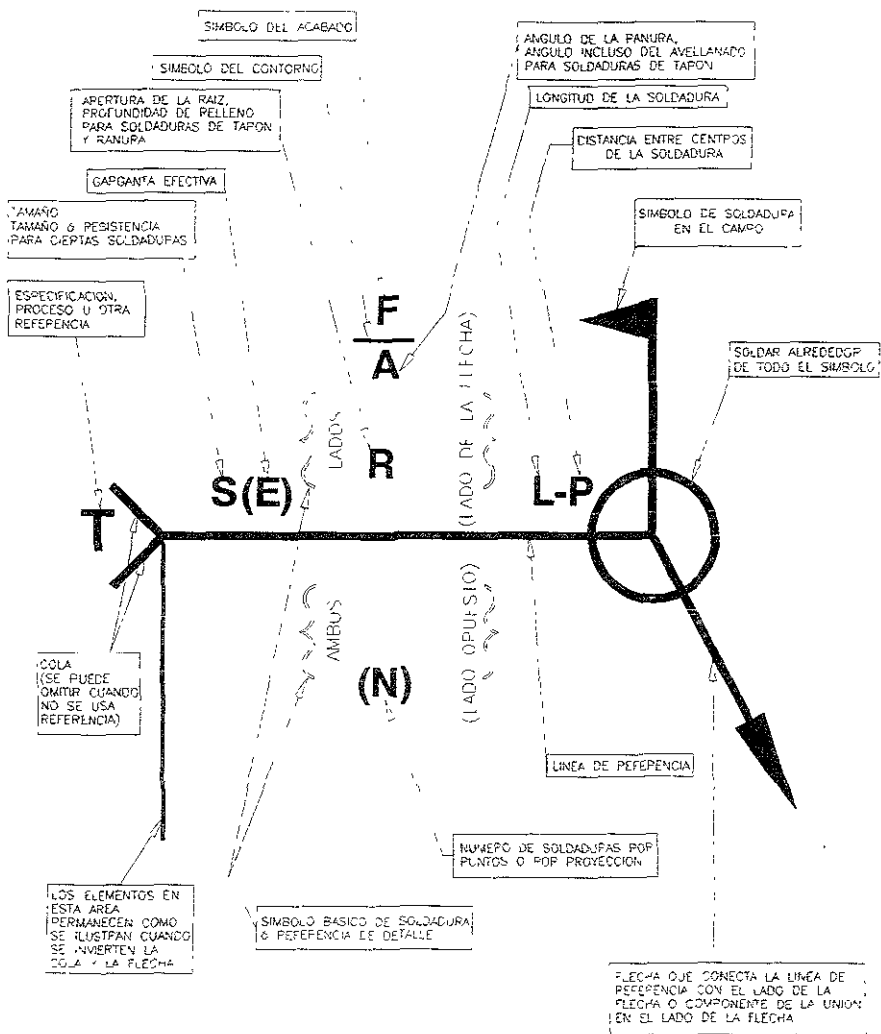 SIMBOLO DEL ACABADO
SIMBOLO DEL CONTORNO
APERTURA DE LA RAIZ,
PROFUNDIDAD DE RELLENO
PARA SOLDADURAS DE TAPON
Y RANURA
GARGANTA EFECTIVA
TAMAÑO
TAMAÑO O RESISTENCIA
PARA CIERTAS SOLDADURAS
ESPECIFICACION,
PROCESO U OTRA
REFERENCIA
ANGULO DE LA RANURA,
ANGULO INCLUSO DEL AVELLANADO
PARA SOLDADURAS DE TAPON
LONGITUD DE LA SOLDADURA
DISTANCIA ENTRE CENTROS
DE LA SOLDADURA
SIMBOLO DE SOLDADURA
EN EL CAMPO
SOLDAR ALREDEDOR
DE TODO EL SIMBOLO
F
A
R
S(E)
L-P
T
LADOS
(LADO DE LA FLECHA)
AMBOS
(LADO OPUESTO)
(N)
COLA
(SE PUEDE
OMITIR CUANDO
NO SE USA
REFERENCIA)
LINEA DE REFERENCIA
NUMERO DE SOLDADURAS POR
PUNTOS O POR PROYECCION
LOS ELEMENTOS EN
ESTA AREA
PERMANECEN COMO
SE ILUSTRAN CUANDO
SE INVIERTEN LA
COLA Y LA FLECHA
SIMBOLO BASICO DE SOLDADURA
O REFERENCIA DE DETALLE
FLECHA QUE CONECTA LA LINEA DE
REFERENCIA CON EL LADO DE LA
FLECHA O COMPONENTE DE LA UNION
EN EL LADO DE LA FLECHA